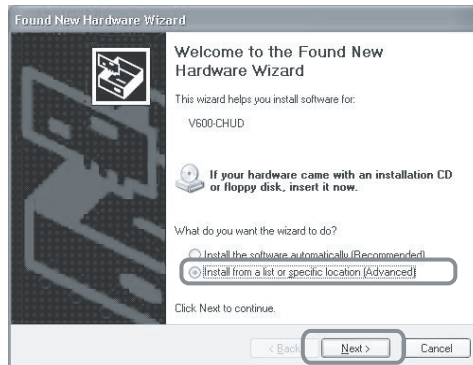 Found New Hardware Wizard
Welcome to the Found New
Hardware Wizard
This wizard helps you install software for:
V600-CHUD
If your hardware came with an installation CD
or floppy disk, insert it now.
What do you want the wizard to do?
Install the software automatically (Recommended)
Install from a list or specific location (Advanced)
Click Next to continue.
< Back
Next >
Cancel